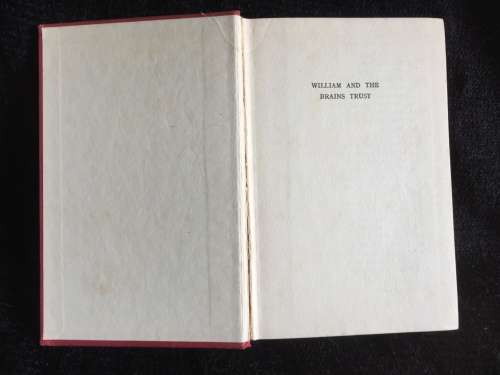 WILLIAM AND THE
BRAINS TRUST